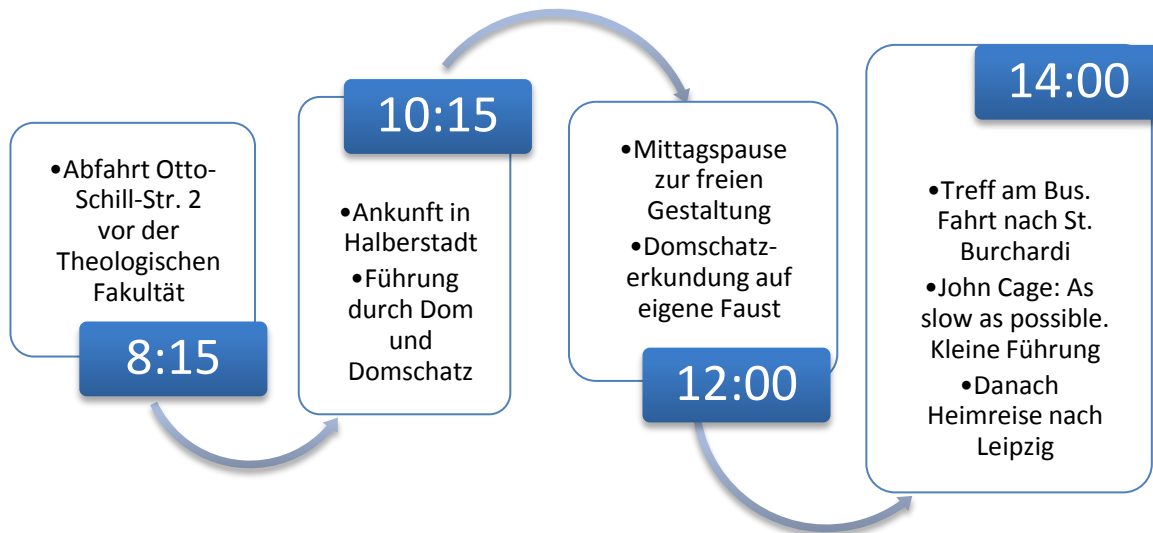 •Abfahrt Otto-
Schill-Str. 2
vor der
Theologischen
Fakultät
8:15
10:15
•Ankunft in
Halberstadt
•Führung
durch Dom
und
Domschatz
•Mittagspause
zur freien
Gestaltung
•Domschatz-
erkundung auf
eigene Faust
12:00
14:00
•Treff am Bus.
Fahrt nach St.
Burchardi
•John Cage: As
slow as possible.
Kleine Führung
•Danach
Heimreise nach
Leipzig